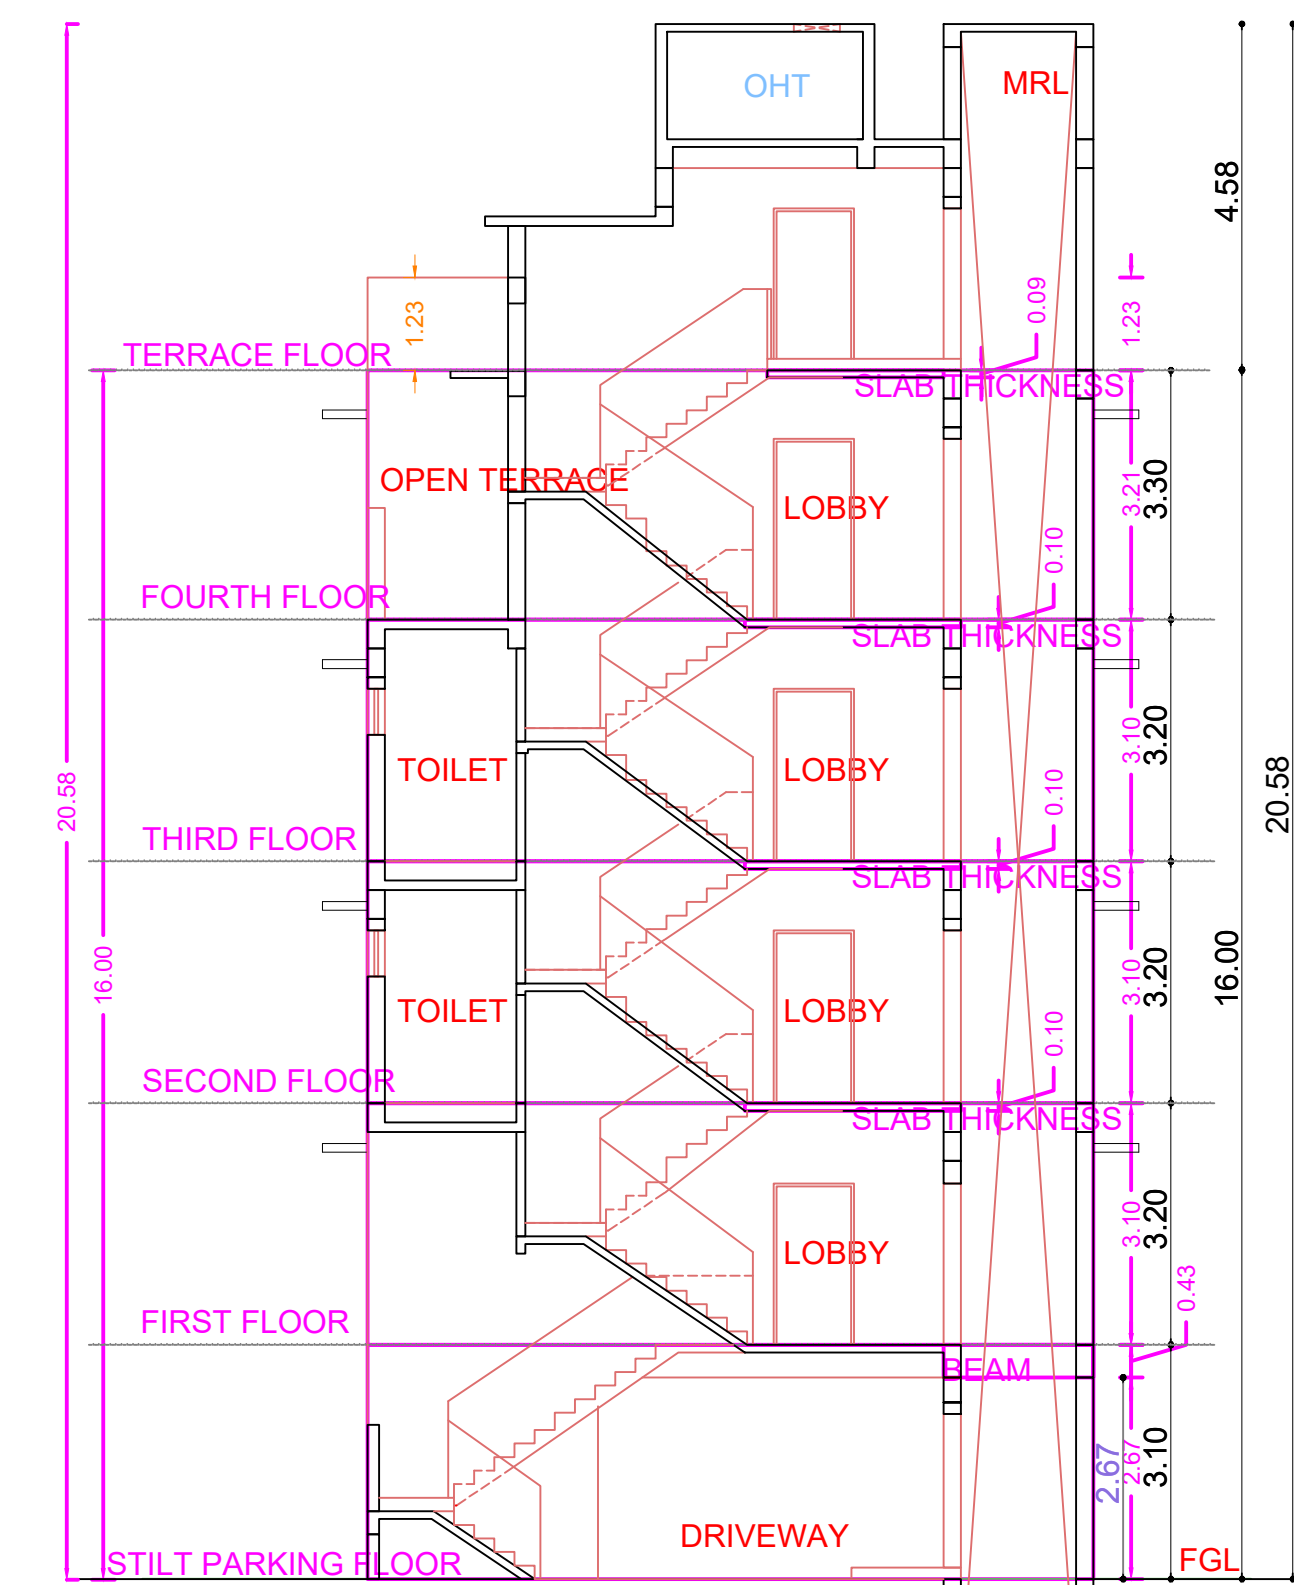 OHT
MRL
4.58
1.23
0.09
1.23
TERRACE FLOOR
SLAB THICKNESS
OPEN TERRACE
LOBBY
3.21
3.30
0.10
FOURTH FLOOR
SLAB THICKNESS
20.58
TOILET
LOBBY
3.10
3.20
20.58
0.10
THIRD FLOOR
SLAB THICKNESS
16.00
TOILET
LOBBY
3.10
3.20
16.00
0.10
SECOND FLOOR
SLAB THICKNESS
LOBBY
3.10
3.20
0.43
FIRST FLOOR
BEAM
2.67
2.67
3.10
DRIVEWAY
STILT PARKING FLOOR
FGL